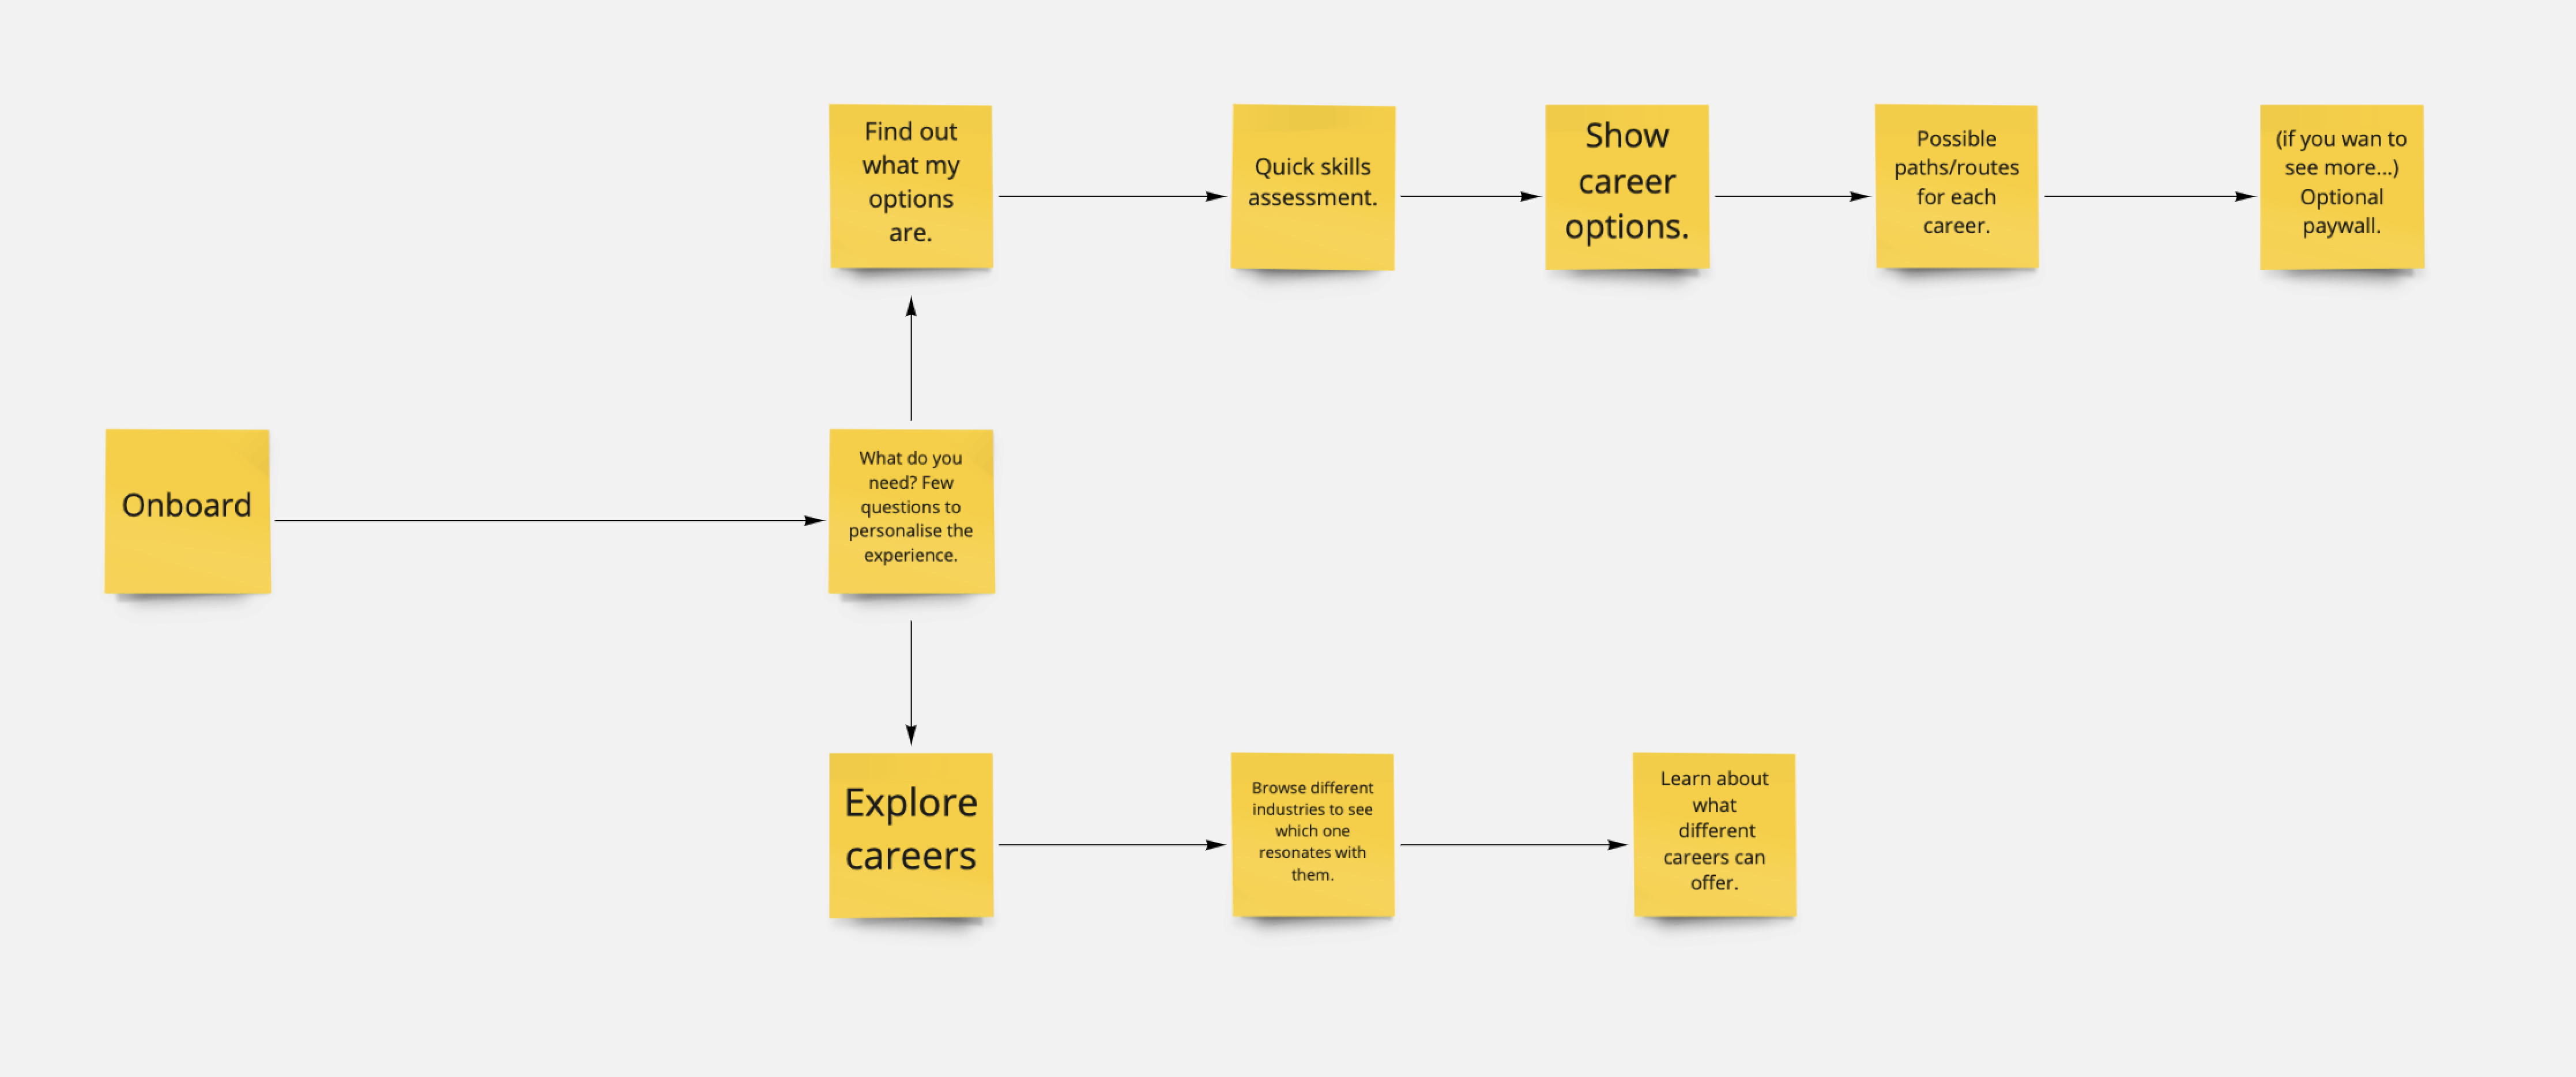 Find out
what my
options
are.
Quick skills
assessment.
Show
career
options.
Possible
paths/routes
for each
career.
(if you wan to
see more...)
Optional
paywall.
Onboard
What do you
need? Few
questions to
personalise the
experience.
Explore
careers
Browse different
industries to see
which one
resonates with
them.
Learn about
what
different
careers can
offer.